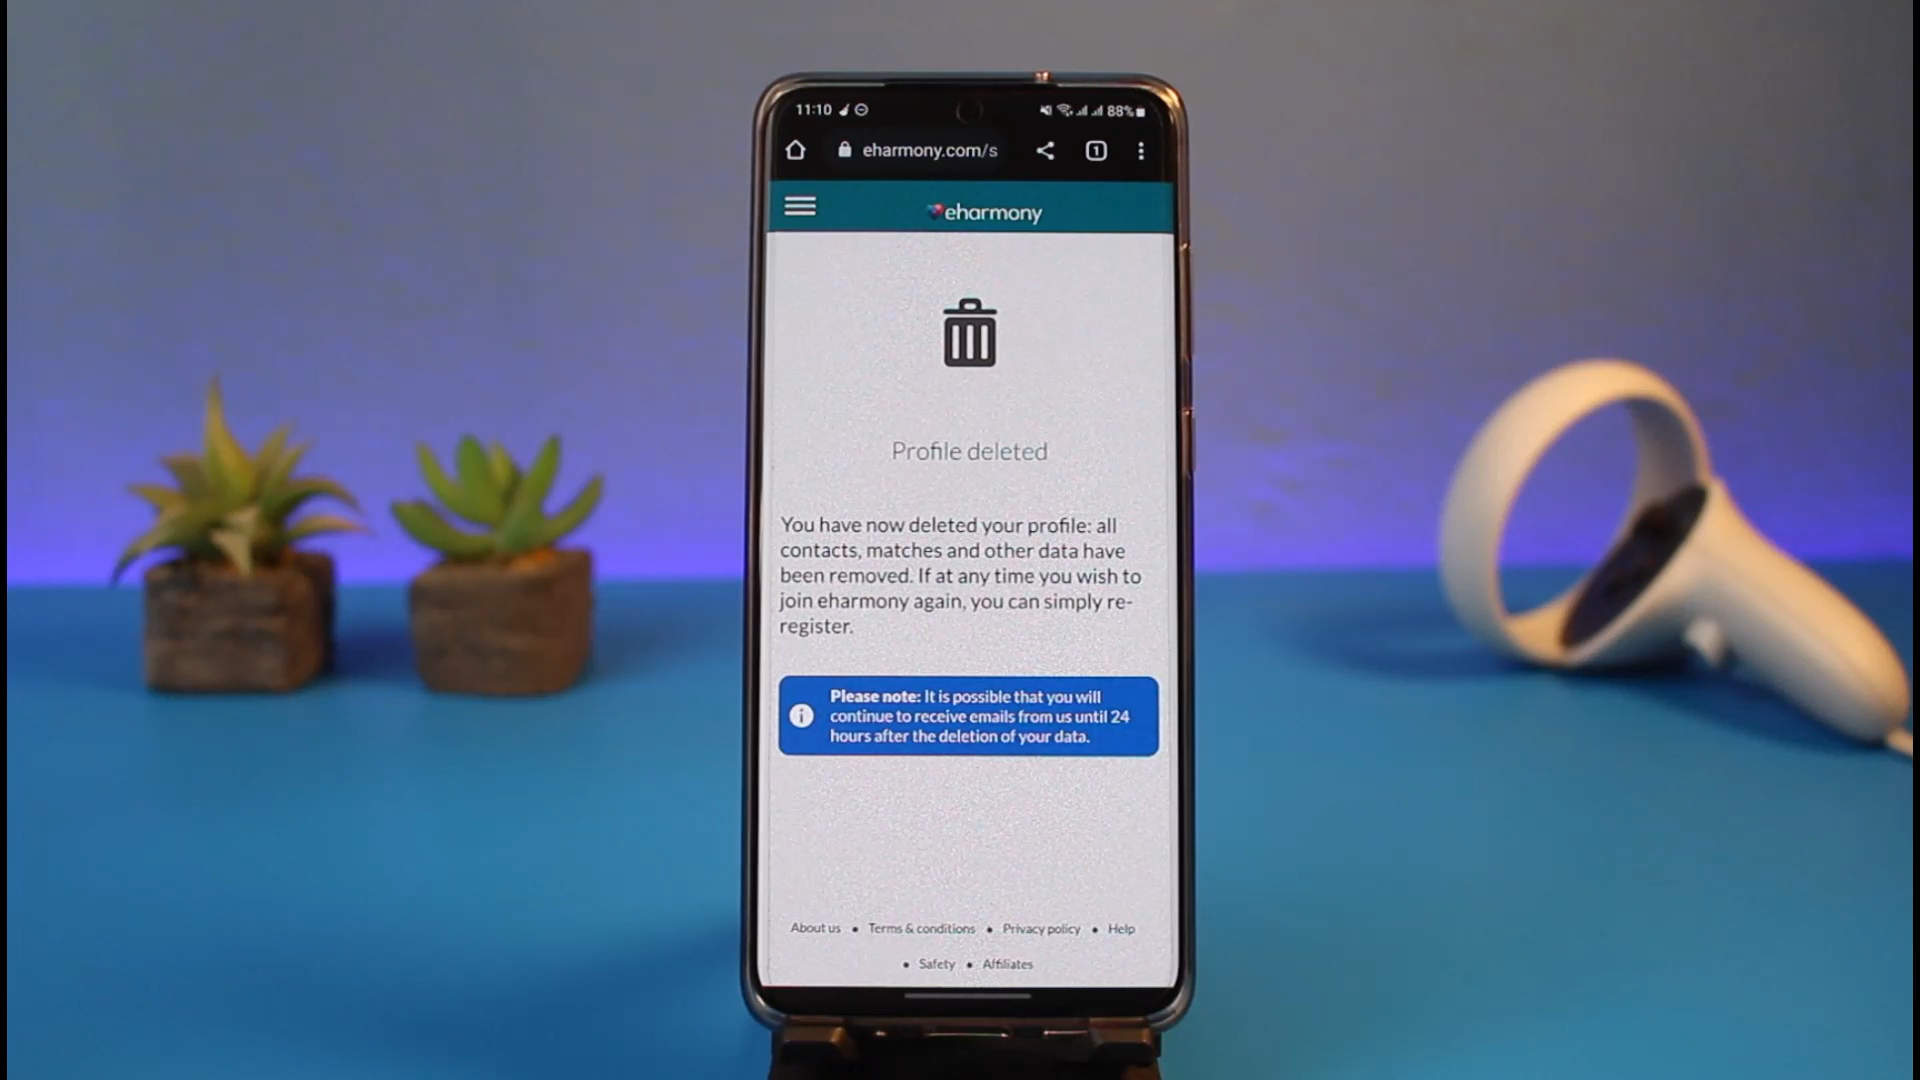 11:10 88%
eharmony.com/s 1
eharmony
Profile deleted
You have now deleted your profile: all
contacts, matches and other data have
been removed. If at any time you wish to
join eharmony again, you can simply re-
register.
Please note: It is possible that you will
continue to receive emails from us until 24
hours after the deletion of your data.
About us • Terms & conditions • Privacy policy • Help
• Safety • Affiliates